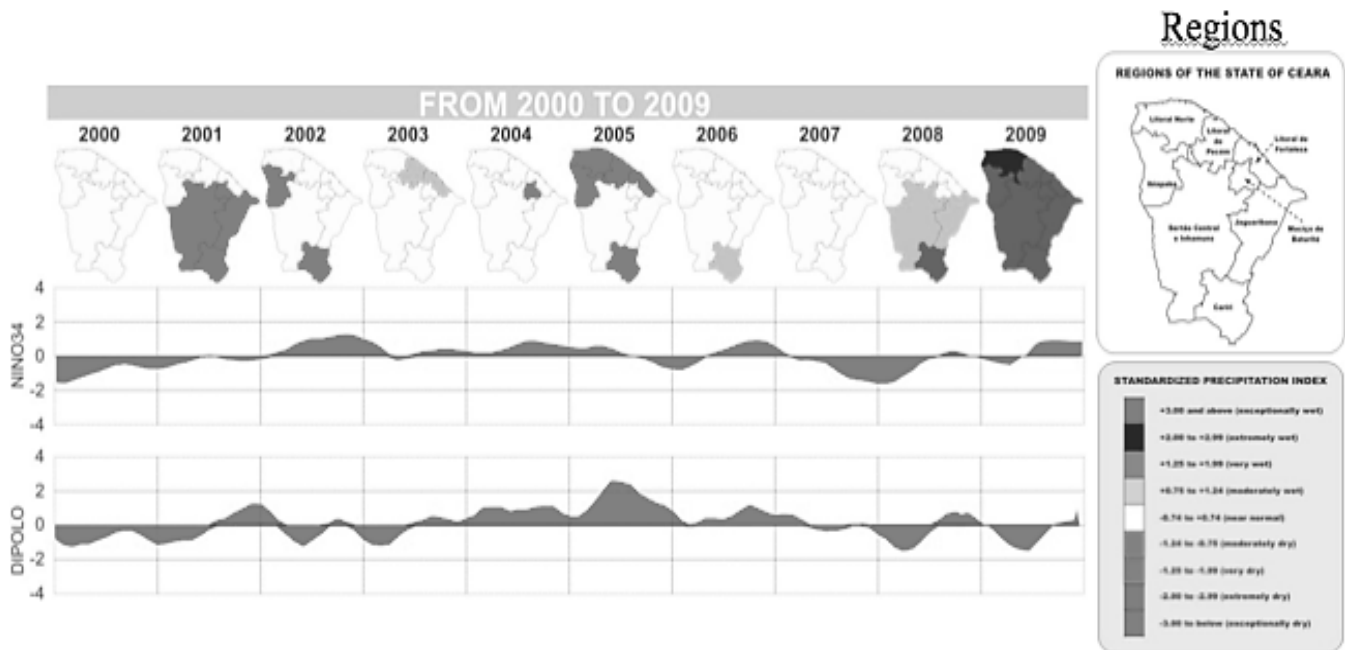 Regions
REGIONS OF THE STATE OF CEARA
Litoral Norte
Litoral
de
Pecem
Litoral de
Fortaleza
Ibiapaba
Sertão Central
e Inhamuns
Jaguaribana
Maciço de
Baturité
Cariri
FROM 2000 TO 2009
2000 2001 2002 2003 2004 2005 2006 2007 2008 2009
4
2
0
-2
-4
NINO34
4
2
0
-2
-4
DIPOLO
STANDARDIZED PRECIPITATION INDEX
+3.00 and above (exceptionally wet)
+2.00 to +2.99 (extremely wet)
+1.25 to +1.99 (very wet)
+0.75 to +1.24 (moderately wet)
-0.74 to +0.74 (near normal)
-1.24 to -0.75 (moderately dry)
-1.25 to -1.99 (very dry)
-2.00 to -2.99 (extremely dry)
-3.00 to below (exceptionally dry)